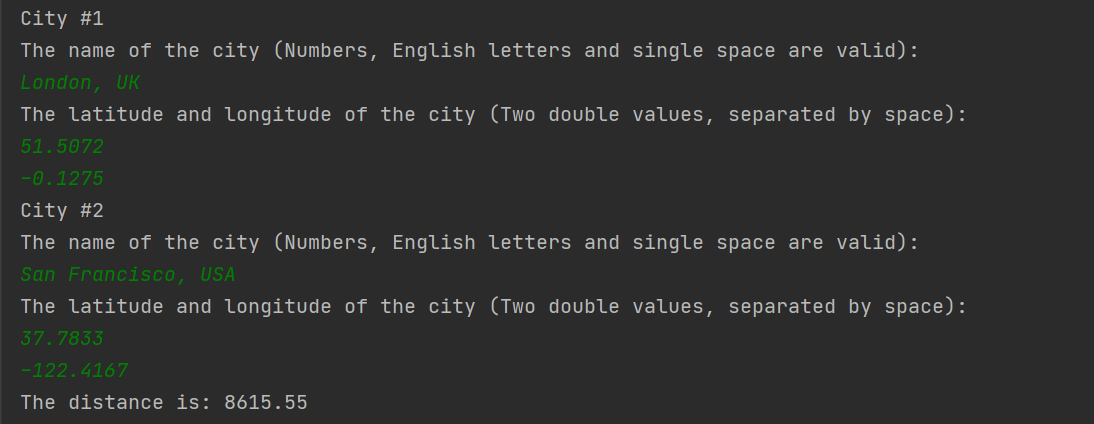 City #1
The name of the city (Numbers, English letters and single space are valid):
London, UK
The latitude and longitude of the city (Two double values, separated by space):
51.5072
-0.1275
City #2
The name of the city (Numbers, English letters and single space are valid):
San Francisco, USA
The latitude and longitude of the city (Two double values, separated by space):
37.7833
-122.4167
The distance is: 8615.55